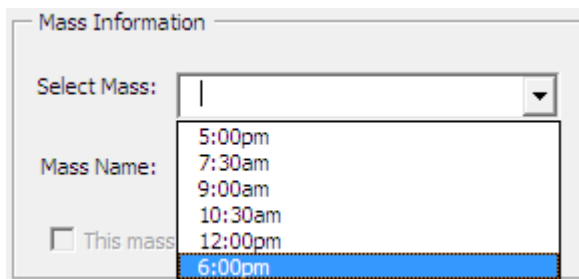 Mass Information
Select Mass:
5:00pm
7:30am
Mass Name:
9:00am
10:30am
This mass
12:00pm
6:00pm